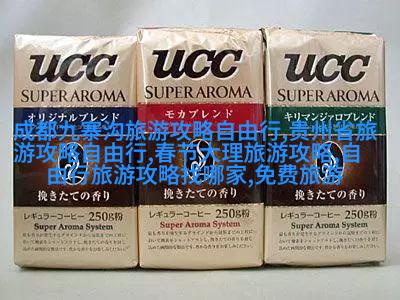 ucc
SUPER AROMA
オリジナルブレンド
挽きたての香り
レギュラーコーヒー 250g粉
Super Aroma System
ucc
SUPER AROMA
モカブレンド
挽きたての香り
レギュラーコーヒー 250g粉
Super Aroma System
ucc
SUPER AROMA
キリマンジァロブレンド
挽きたての香り
レギュラーコーヒー 250g粉
Super Aroma System
成都九寨沟旅游攻略自由行,贵州省旅
游攻略自由行,春节大理旅游攻略 自
由行旅游攻略找哪家,免费旅游